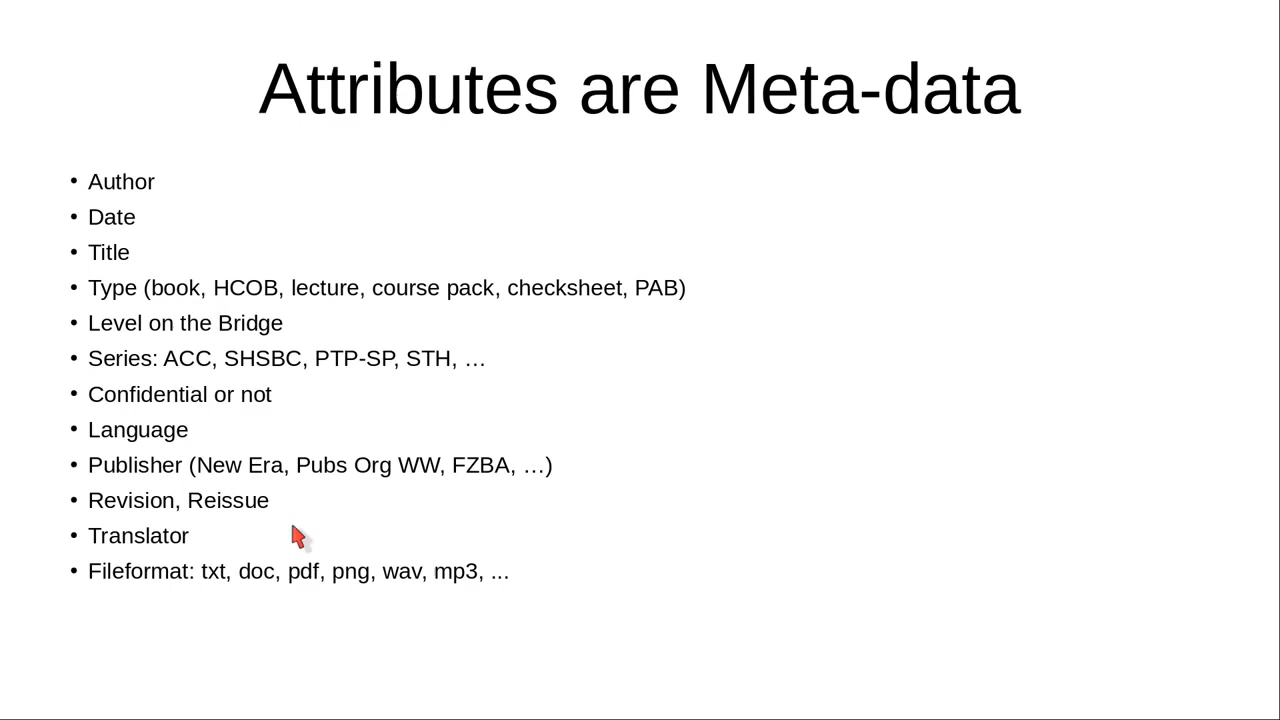 Attributes are Meta-data
• Author
• Date
• Title
• Type (book, HCOB, lecture, course pack, checksheet, PAB)
• Level on the Bridge
• Series: ACC, SHSBC, PTP-SP, STH, …
• Confidential or not
• Language
• Publisher (New Era, Pubs Org WW, FZBA, …)
• Revision, Reissue
• Translator
• Fileformat: txt, doc, pdf, png, wav, mp3, ...